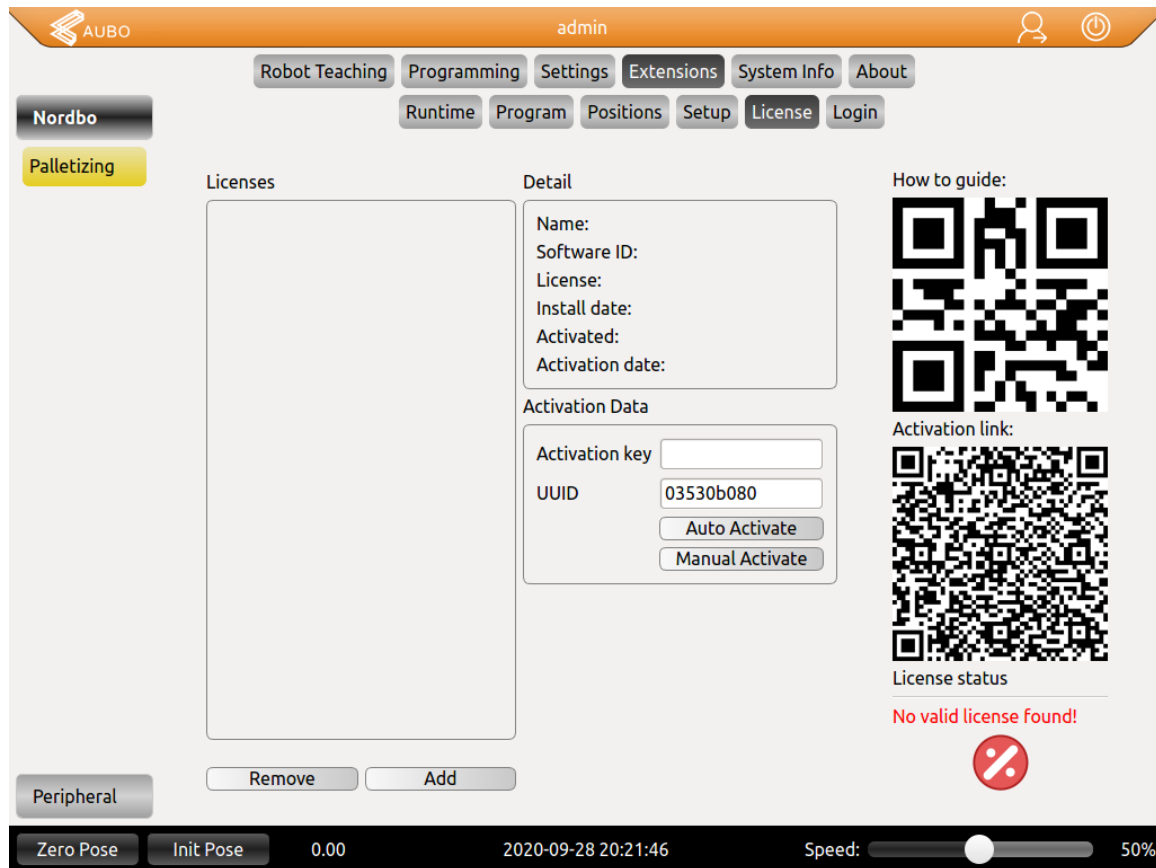 AUBO
admin
Robot Teaching Programming Settings Extensions System Info About
Runtime Program Positions Setup License Login
Nordbo
Palletizing
Peripheral
Licenses
Remove Add
Detail
Name:
Software ID:
License:
Install date:
Activated:
Activation date:
Activation Data
Activation key
UUID 03530b080
Auto Activate
Manual Activate
How to guide:
Activation link:
License status
No valid license found!
Zero Pose Init Pose 0.00 2020-09-28 20:21:46 Speed: 50%